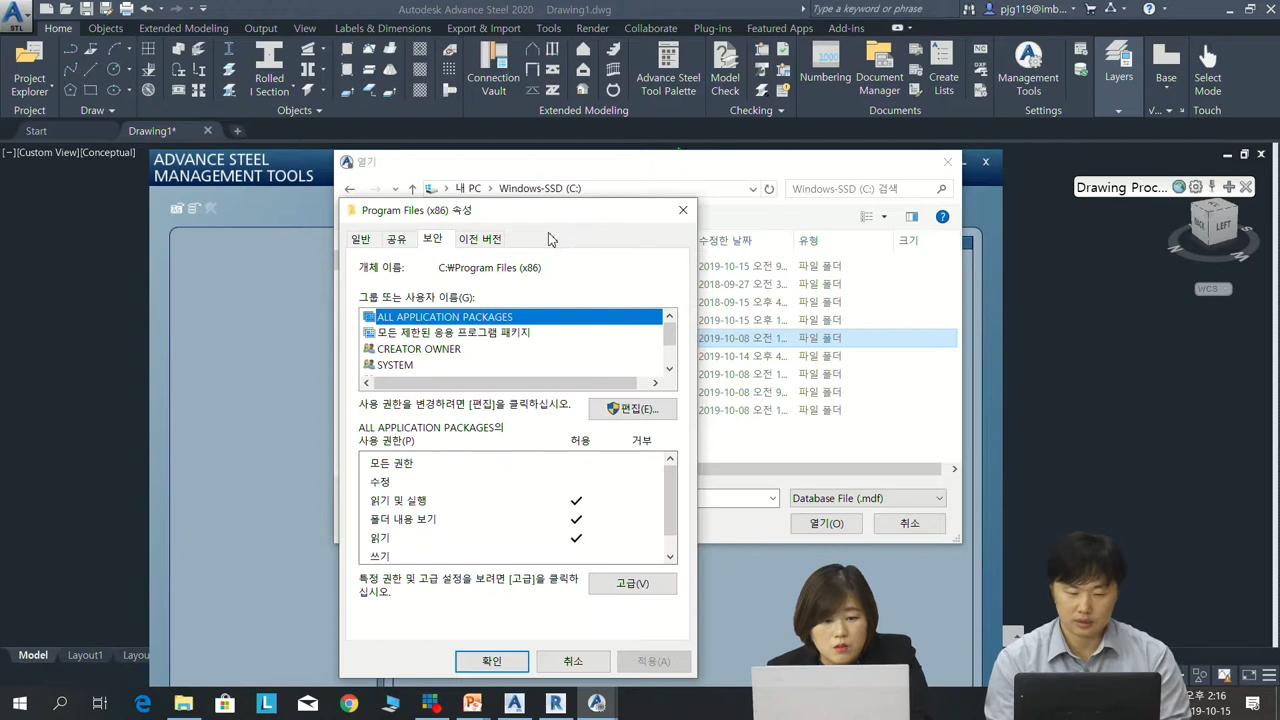 Autodesk Advance Steel 2020 Drawing1.dwg
Type a keyword or phrase
pjg119@imb...
STL
Home Objects Extended Modeling Output View Labels & Dimensions Export & Import Tools Render Collaborate Plug-ins Featured Apps Add-ins
Project
Explorer
Rolled
I Section
Connection
Vault
Advance Steel
Tool Palette
Model
Check
Numbering
Document
Manager
Create
Lists
Management
Tools
Layers
Base
Select
Mode
Project Draw Objects Extended Modeling Checking Documents Settings V... Touch
Start Drawing1*
[−][Custom View][Conceptual]
ADVANCE STEEL
MANAGEMENT TOOLS
열기
내 PC Windows-SSD (C:)
Windows-SSD (C:) 검색
Drawing Proc...
LEFT
WCS
수정한 날짜 유형 크기
2019-10-15 오전 9... 파일 폴더
2018-09-27 오전 3... 파일 폴더
2018-09-15 오후 4... 파일 폴더
2019-10-15 오후 1... 파일 폴더
2019-10-08 오전 1... 파일 폴더
2019-10-14 오후 4... 파일 폴더
2019-10-08 오전 1... 파일 폴더
2019-10-08 오전 9... 파일 폴더
2019-10-08 오전 1... 파일 폴더
Database File (.mdf)
열기(O) 취소
Program Files (x86) 속성
일반 공유 보안 이전 버전
개체 이름: C:\Program Files (x86)
그룹 또는 사용자 이름(G):
ALL APPLICATION PACKAGES
모든 제한된 응용 프로그램 패키지
CREATOR OWNER
SYSTEM
사용 권한을 변경하려면 [편집]을 클릭하십시오.
편집(E)...
ALL APPLICATION PACKAGES의
사용 권한(P) 허용 거부
모든 권한
수정
읽기 및 실행
폴더 내용 보기
읽기
쓰기
특정 권한 및 고급 설정을 보려면 [고급]을 클릭하
십시오.
고급(V)
확인 취소 적용(A)
Model Layout1 Layou
오후 2:16
19-10-15